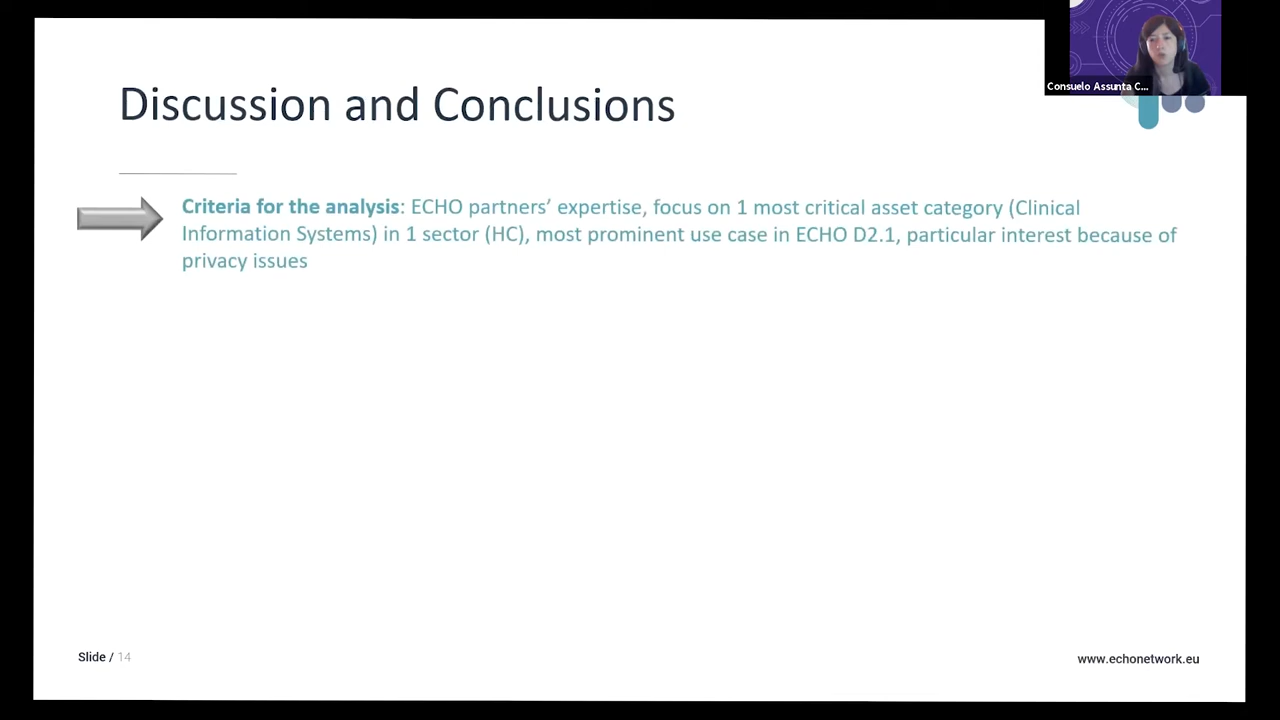 Consuelo Assunta C...
Discussion and Conclusions
Criteria for the analysis: ECHO partners’ expertise, focus on 1 most critical asset category (Clinical
Information Systems) in 1 sector (HC), most prominent use case in ECHO D2.1, particular interest because of
privacy issues
Slide / 14
www.echonetwork.eu